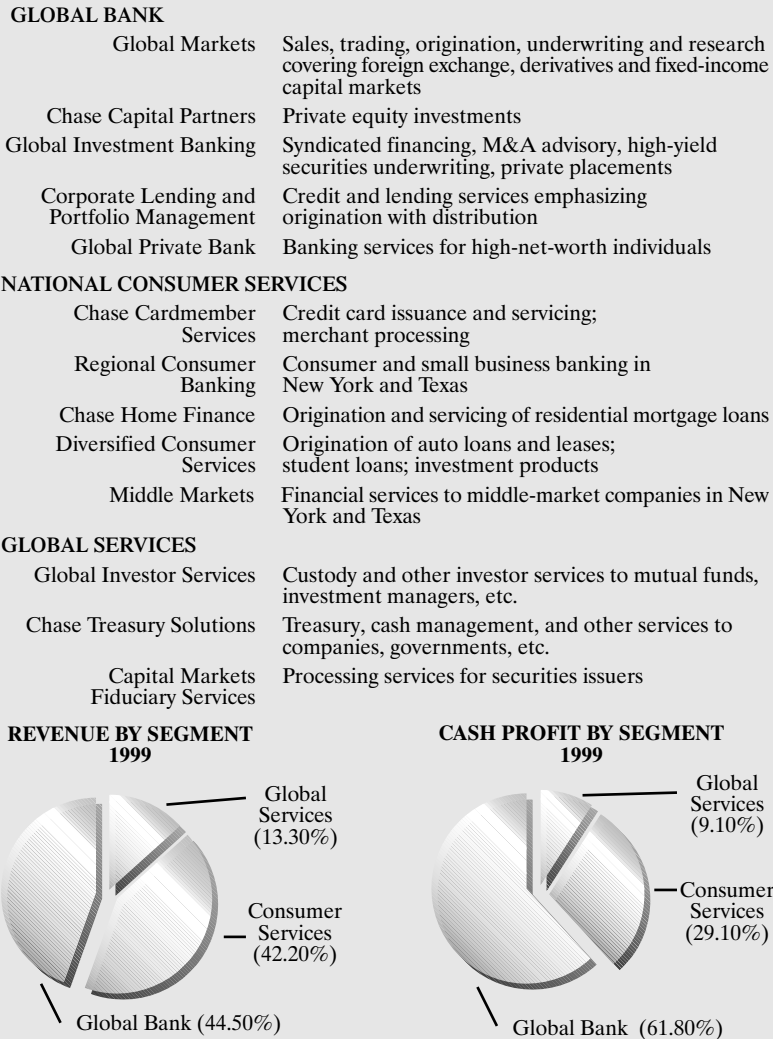 GLOBAL BANK
Global Markets Sales, trading, origination, underwriting and research
covering foreign exchange, derivatives and fixed-income
capital markets
Chase Capital Partners Private equity investments
Global Investment Banking Syndicated financing, M&A advisory, high-yield
securities underwriting, private placements
Corporate Lending and Credit and lending services emphasizing
Portfolio Management origination with distribution
Global Private Bank Banking services for high-net-worth individuals
NATIONAL CONSUMER SERVICES
Chase Cardmember Credit card issuance and servicing;
Services merchant processing
Regional Consumer Consumer and small business banking in
Banking New York and Texas
Chase Home Finance Origination and servicing of residential mortgage loans
Diversified Consumer Origination of auto loans and leases;
Services student loans; investment products
Middle Markets Financial services to middle-market companies in New
York and Texas
GLOBAL SERVICES
Global Investor Services Custody and other investor services to mutual funds,
investment managers, etc.
Chase Treasury Solutions Treasury, cash management, and other services to
companies, governments, etc.
Capital Markets Processing services for securities issuers
Fiduciary Services
REVENUE BY SEGMENT
1999
Global
Services
(13.30%)
Consumer
Services
(42.20%)
Global Bank (44.50%)
CASH PROFIT BY SEGMENT
1999
Global
Services
(9.10%)
Consumer
Services
(29.10%)
Global Bank (61.80%)